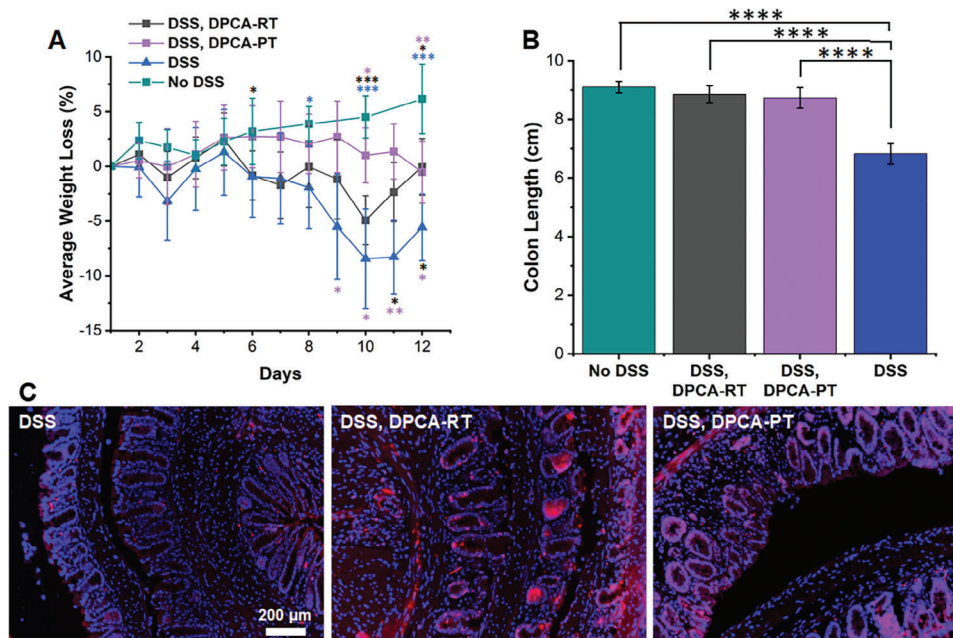 A
DSS, DPCA-RT
DSS, DPCA-PT
DSS
No DSS
**
*
***
*
***
***
*
*
10
5
0
-5
-10
-15
Average Weight Loss (%)
*
*
*
**
*
*
2
4
6
8
10
12
Days
B
****
****
****
10
8
6
4
2
0
Colon Length (cm)
No DSS
DSS,
DPCA-RT
DSS,
DPCA-PT
DSS
C
DSS
200 µm
DSS, DPCA-RT
DSS, DPCA-PT